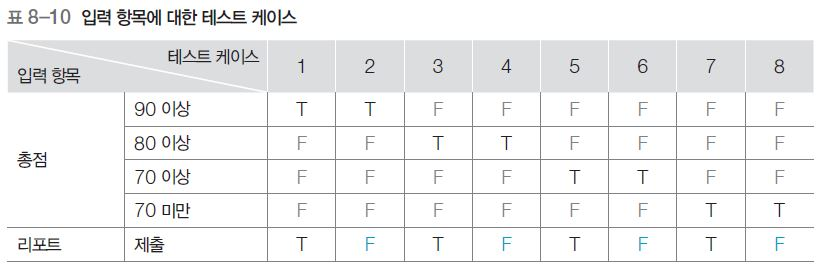 표 8-10 입력 항목에 대한 테스트 케이스
테스트 케이스
입력 항목
1 2 3 4 5 6 7 8
총점
90 이상 T T F F F F F F
80 이상 F F T T F F F F
70 이상 F F F F T T F F
70 미만 F F F F F F T T
리포트 제출 T F T F T F T F